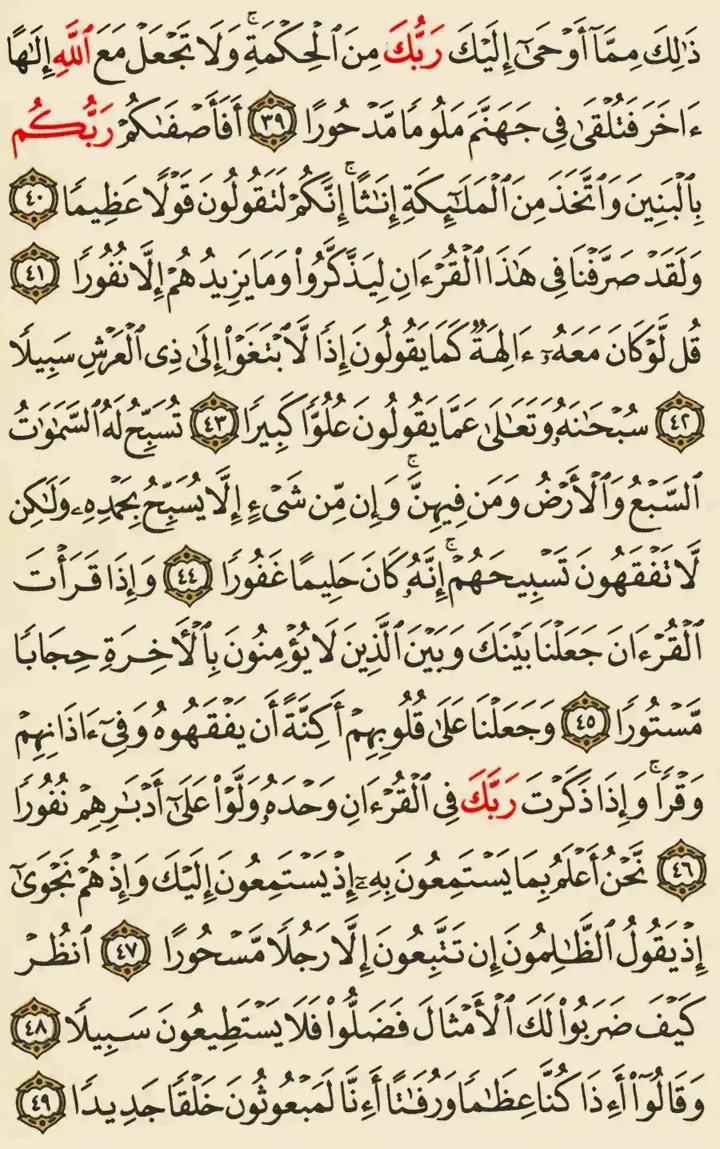 ذَٰلِكَ مِمَّآ أَوْحَىٰٓ إِلَيْكَ رَبُّكَ مِنَ ٱلْحِكْمَةِۗ وَلَا تَجْعَلْ مَعَ ٱللَّهِ إِلَٰهًا
ءَاخَرَ فَتُلْقَىٰ فِى جَهَنَّمَ مَلُومًا مَّدْحُورًا ٣٩ أَفَأَصْفَىٰكُمْ رَبُّكُم
بِٱلْبَنِينَ وَٱتَّخَذَ مِنَ ٱلْمَلَٰٓئِكَةِ إِنَٰثًاۚ إِنَّكُمْ لَتَقُولُونَ قَوْلًا عَظِيمًا ٤٠
وَلَقَدْ صَرَّفْنَا فِى هَٰذَا ٱلْقُرْءَانِ لِيَذَّكَّرُوا۟ وَمَا يَزِيدُهُمْ إِلَّا نُفُورًا ٤١
قُل لَّوْ كَانَ مَعَهُۥٓ ءَالِهَةٌ كَمَا يَقُولُونَ إِذًا لَّٱبْتَغَوْا۟ إِلَىٰ ذِى ٱلْعَرْشِ سَبِيلًا
٤٢ سُبْحَٰنَهُۥ وَتَعَٰلَىٰ عَمَّا يَقُولُونَ عُلُوًّا كَبِيرًا ٤٣ تُسَبِّحُ لَهُ ٱلسَّمَٰوَٰتُ
ٱلسَّبْعُ وَٱلْأَرْضُ وَمَن فِيهِنَّۚ وَإِن مِّن شَىْءٍ إِلَّا يُسَبِّحُ بِحَمْدِهِۦ وَلَٰكِن
لَّا تَفْقَهُونَ تَسْبِيحَهُمْۗ إِنَّهُۥ كَانَ حَلِيمًا غَفُورًا ٤٤ وَإِذَا قَرَأْتَ
ٱلْقُرْءَانَ جَعَلْنَا بَيْنَكَ وَبَيْنَ ٱلَّذِينَ لَا يُؤْمِنُونَ بِٱلْءَاخِرَةِ حِجَابًا
مَّسْتُورًا ٤٥ وَجَعَلْنَا عَلَىٰ قُلُوبِهِمْ أَكِنَّةً أَن يَفْقَهُوهُ وَفِىٓ ءَاذَانِهِمْ
وَقْرًاۚ وَإِذَا ذَكَرْتَ رَبَّكَ فِى ٱلْقُرْءَانِ وَحْدَهُۥ وَلَّوْا۟ عَلَىٰٓ أَدْبَٰرِهِمْ نُفُورًا
٤٦ نَّحْنُ أَعْلَمُ بِمَا يَسْتَمِعُونَ بِهِۦٓ إِذْ يَسْتَمِعُونَ إِلَيْكَ وَإِذْ هُمْ نَجْوَىٰٓ
إِذْ يَقُولُ ٱلظَّٰلِمُونَ إِن تَتَّبِعُونَ إِلَّا رَجُلًا مَّسْحُورًا ٤٧ ٱنظُرْ
كَيْفَ ضَرَبُوا۟ لَكَ ٱلْأَمْثَالَ فَضَلُّوا۟ فَلَا يَسْتَطِيعُونَ سَبِيلًا ٤٨
وَقَالُوٓا۟ أَءِذَا كُنَّا عِظَٰمًا وَرُفَٰتًا أَءِنَّا لَمَبْعُوثُونَ خَلْقًا جَدِيدًا ٤٩